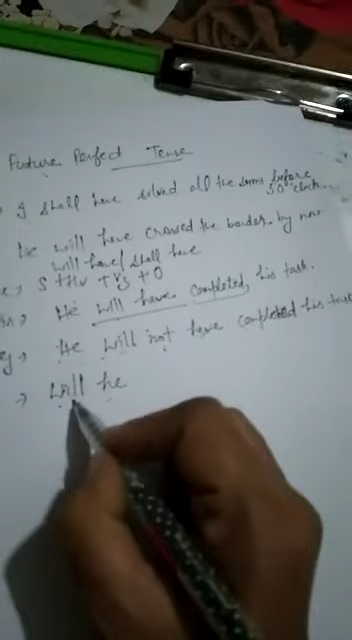 Future Perfect Tense
I shall have solved all the sums before
50' clock
He will have crossed the border by now
will have/shall have
S + Hv + V3 + O
He will have completed his task.
He will not have completed his task
→ Will he